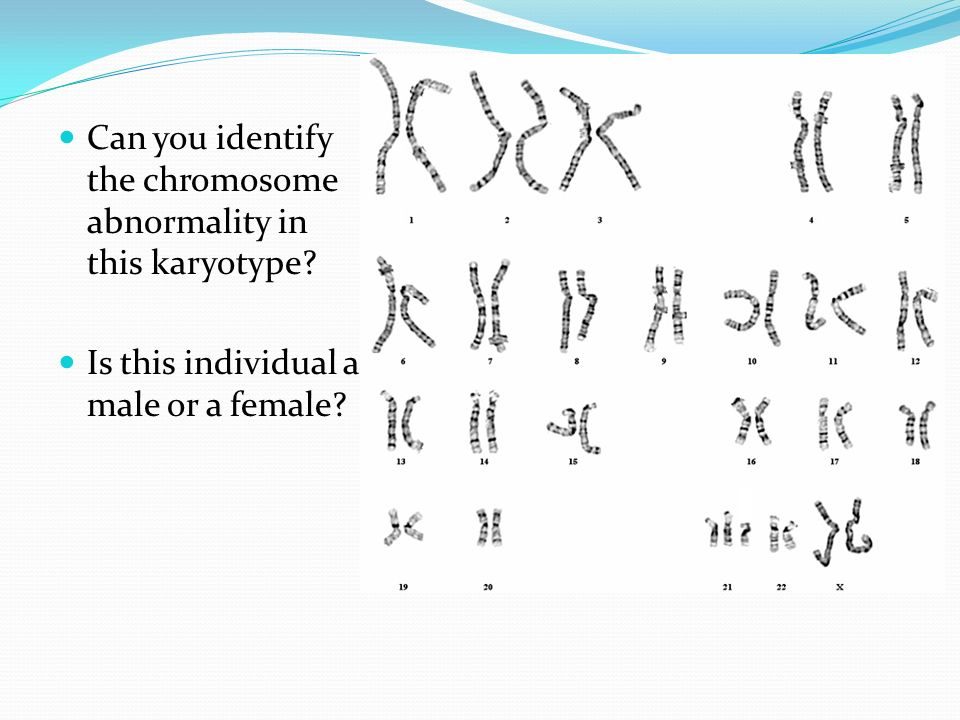 Can you identify
the chromosome
abnormality in
this karyotype?
Is this individual a
male or a female?
1 2 3 4 5
6 7 8 9 10 11 12
13 14 15 16 17 18
19 20 21 22 X